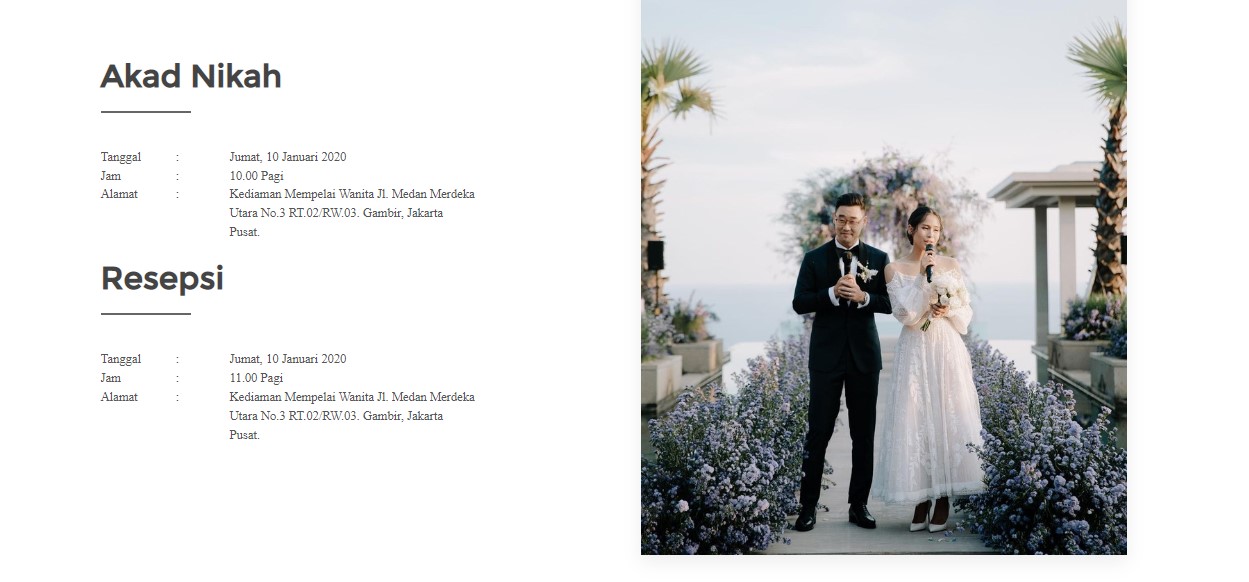 Akad Nikah
Tanggal : Jumat, 10 Januari 2020
Jam : 10.00 Pagi
Alamat : Kediaman Mempelai Wanita Jl. Medan Merdeka
Utara No.3 RT.02/RW.03. Gambir, Jakarta
Pusat.
Resepsi
Tanggal : Jumat, 10 Januari 2020
Jam : 11.00 Pagi
Alamat : Kediaman Mempelai Wanita Jl. Medan Merdeka
Utara No.3 RT.02/RW.03. Gambir, Jakarta
Pusat.